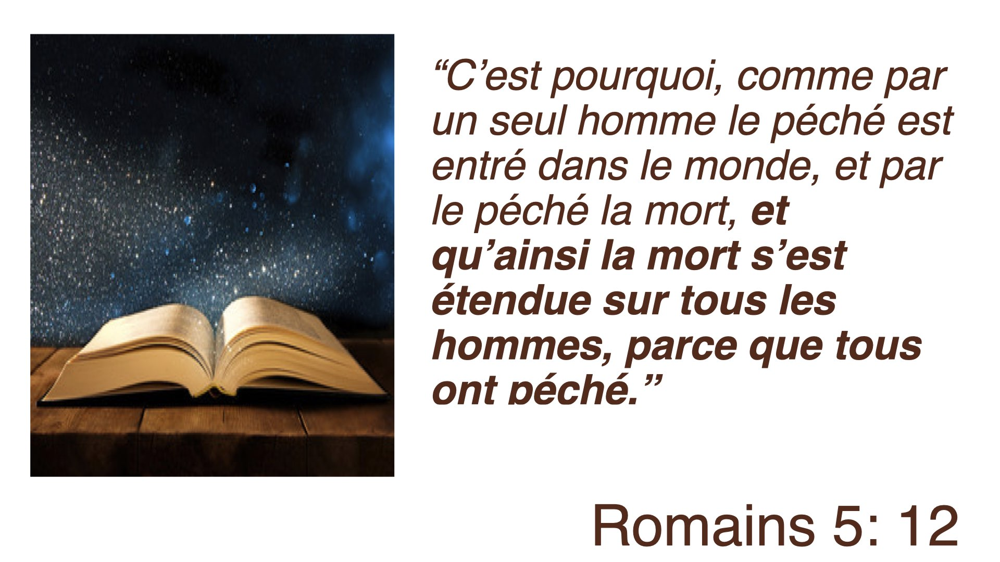 “C’est pourquoi, comme par
un seul homme le péché est
entré dans le monde, et par
le péché la mort, et
qu’ainsi la mort s’est
étendue sur tous les
hommes, parce que tous
ont péché.”
Romains 5: 12